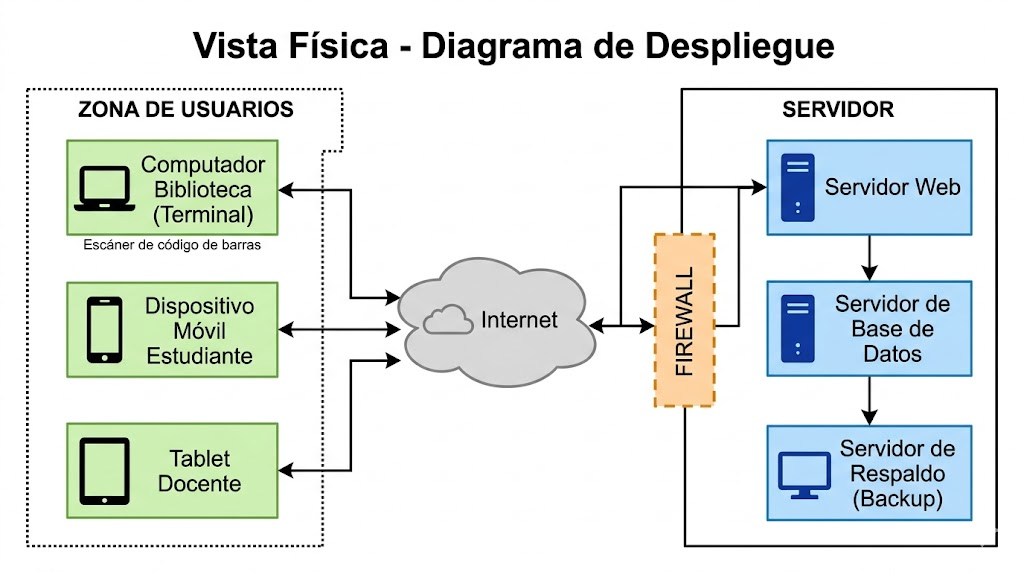 Vista Física - Diagrama de Despliegue
ZONA DE USUARIOS
Computador
Biblioteca
(Terminal)
Escáner de código de barras
Dispositivo
Móvil
Estudiante
Tablet
Docente
Internet
FIREWALL
SERVIDOR
Servidor Web
Servidor de
Base de
Datos
Servidor de
Respaldo
(Backup)